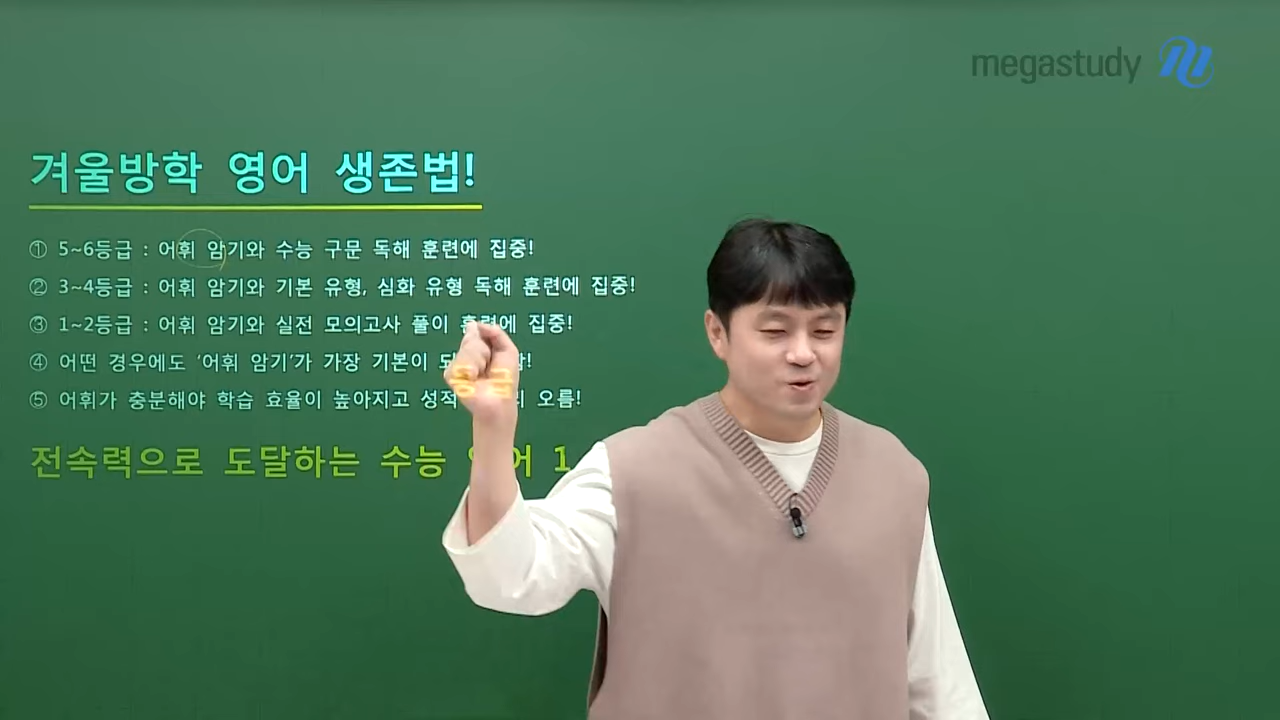 megastudy
겨울방학 영어 생존법!
① 5~6등급 : 어휘 암기와 수능 구문 독해 훈련에 집중!
② 3~4등급 : 어휘 암기와 기본 유형, 심화 유형 독해 훈련에 집중!
③ 1~2등급 : 어휘 암기와 실전 모의고사 풀이 훈련에 집중!
④ 어떤 경우에도 '어휘 암기'가 가장 기본이
⑤ 어휘가 충분해야 학습 효율이 높아지고 오름!
등급
전속력으로 도달하는 수능 1